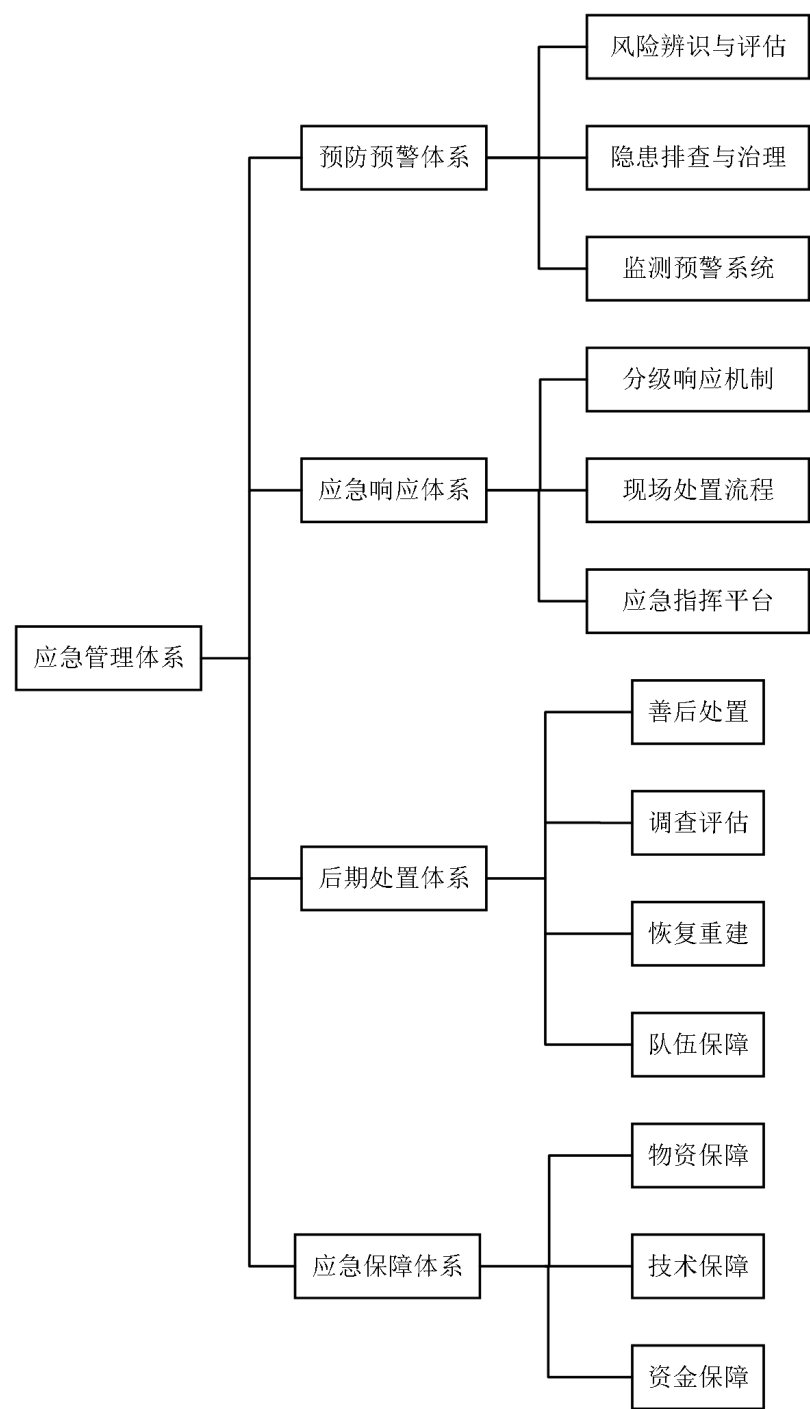 应急管理体系
预防预警体系
风险辨识与评估
隐患排查与治理
监测预警系统
应急响应体系
分级响应机制
现场处置流程
应急指挥平台
后期处置体系
善后处置
调查评估
恢复重建
队伍保障
应急保障体系
物资保障
技术保障
资金保障